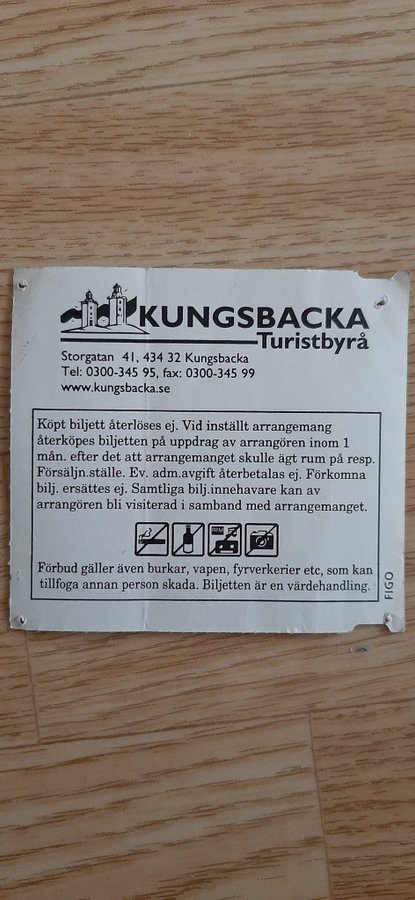 KUNGSBACKA
Turistbyrå
Storgatan 41, 434 32 Kungsbacka
Tel: 0300-345 95, fax: 0300-345 99
www.kungsbacka.se
Köpt biljett återlöses ej. Vid inställt arrangemang
återköpes biljetten på uppdrag av arrangören inom 1
mån. efter det att arrangemanget skulle ägt rum på resp.
Försäljn.ställe. Ev. adm.avgift återbetalas ej. Förkomna
bilj. ersättes ej. Samtliga bilj.innehavare kan av
arrangören bli visiterad i samband med arrangemanget.
Förbud gäller även burkar, vapen, fyrverkerier etc, som kan
tillfoga annan person skada. Biljetten är en värdehandling.
FIGO